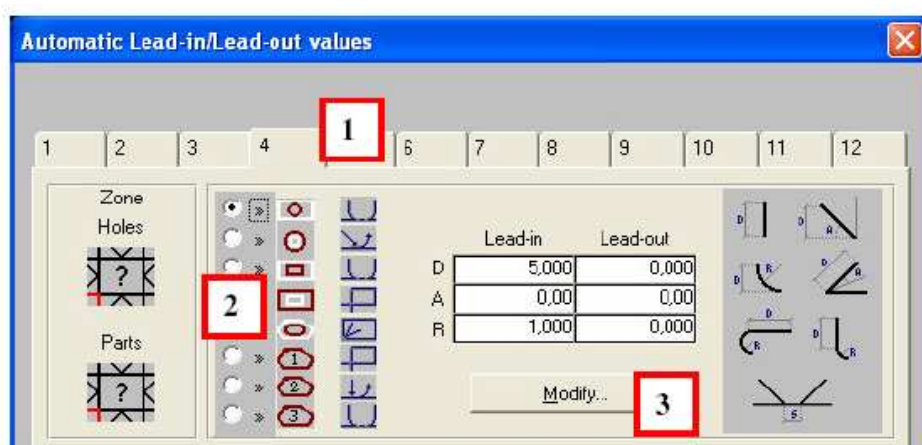 Automatic Lead-in/Lead-out values
1 2 3 4 1 6 7 8 9 10 11 12
Zone
Holes
?
Parts
?
»
»
»
2
»
1
»
2
»
3
Lead-in Lead-out
D 5,000 0,000
A 0,00 0,00
R 1,000 0,000
Modify...
3
D
D A
D R
D A
D
R
D
R
S